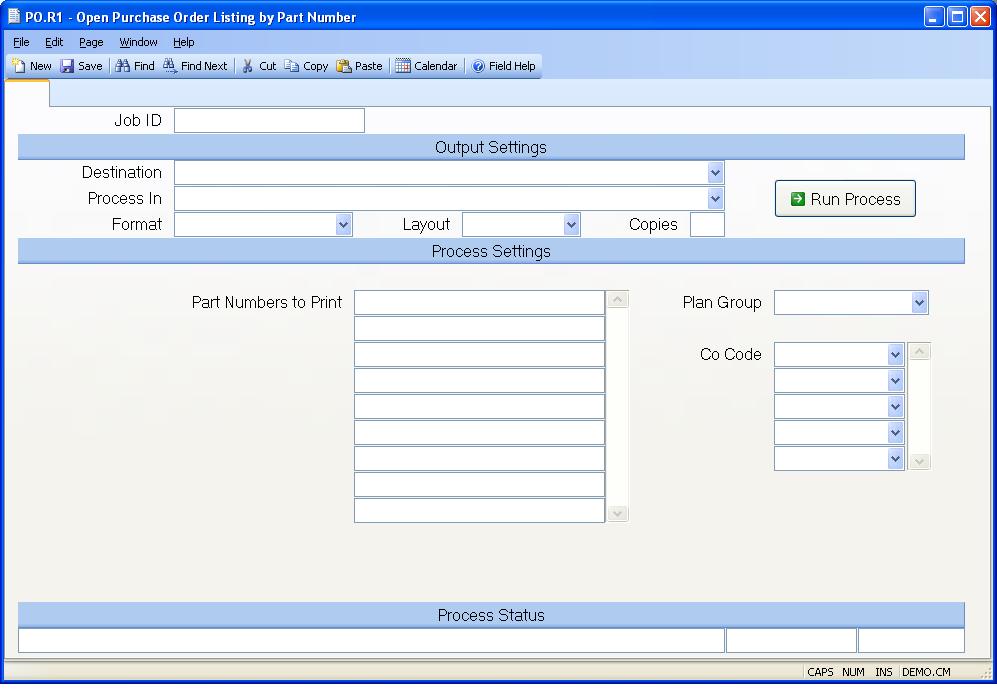 PO.R1 - Open Purchase Order Listing by Part Number
File Edit Page Window Help
New Save Find Find Next Cut Copy Paste Calendar Field Help
Job ID
Output Settings
Destination
Process In
Run Process
Format Layout Copies
Process Settings
Part Numbers to Print Plan Group
Co Code
Process Status
CAPS NUM INS DEMO.CM